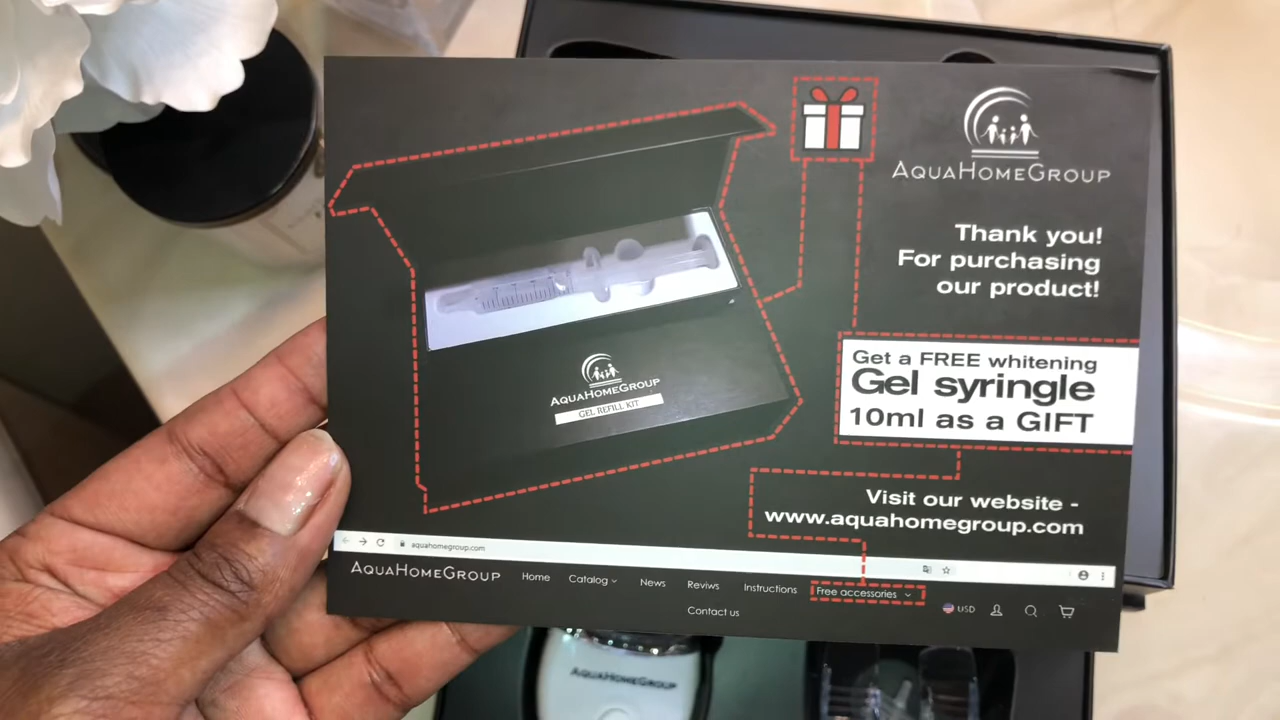 AQUAHOMEGROUP
Thank you!
For purchasing
our product!
Get a FREE whitening
Gel syringle
10ml as a GIFT
AQUAHOMEGROUP
GEL REFILL KIT
Visit our website -
www.aquahomegroup.com
aquahomegroup.com
AQUAHOMEGROUP Home Catalog News Reviws Instructions Free accessories USD
Contact us
AQUAHOMEGROUP